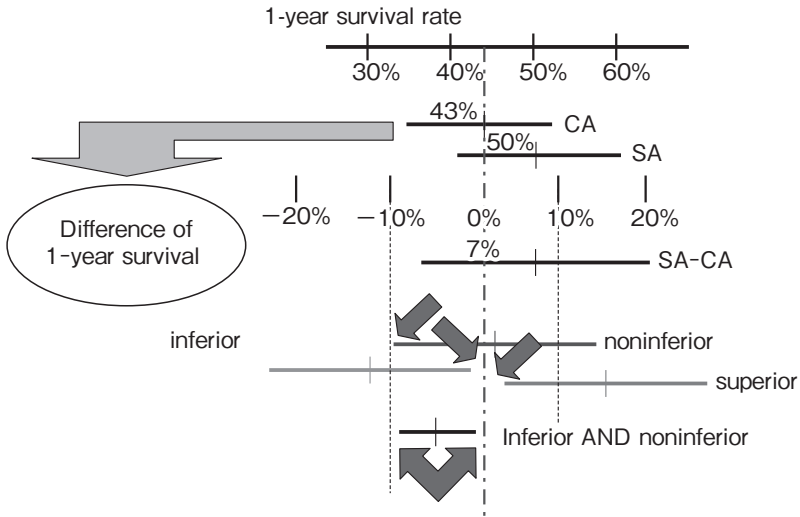 1-year survival rate
30% 40% 50% 60%
43% CA
50% SA
−20% −10% 0% 10% 20%
Difference of
1-year survival
7% SA-CA
inferior noninferior
superior
Inferior AND noninferior